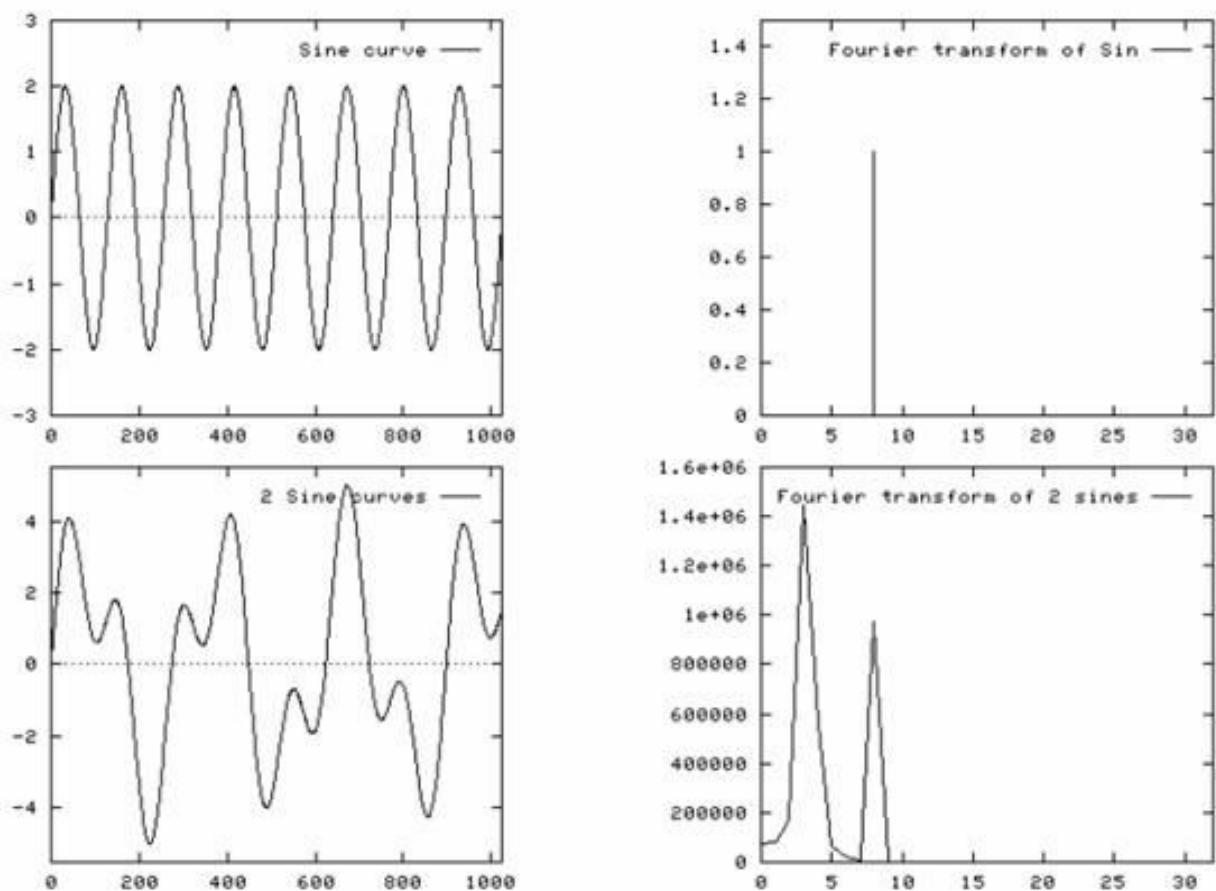 Sine curve
3
2
1
0
-1
-2
-3
0 200 400 600 800 1000
Fourier transform of Sin
1.4
1.2
1
0.8
0.6
0.4
0.2
0
0 5 10 15 20 25 30
2 Sine curves
4
2
0
-2
-4
0 200 400 600 800 1000
Fourier transform of 2 sines
1.6e+06
1.4e+06
1.2e+06
1e+06
800000
600000
400000
200000
0
0 5 10 15 20 25 30